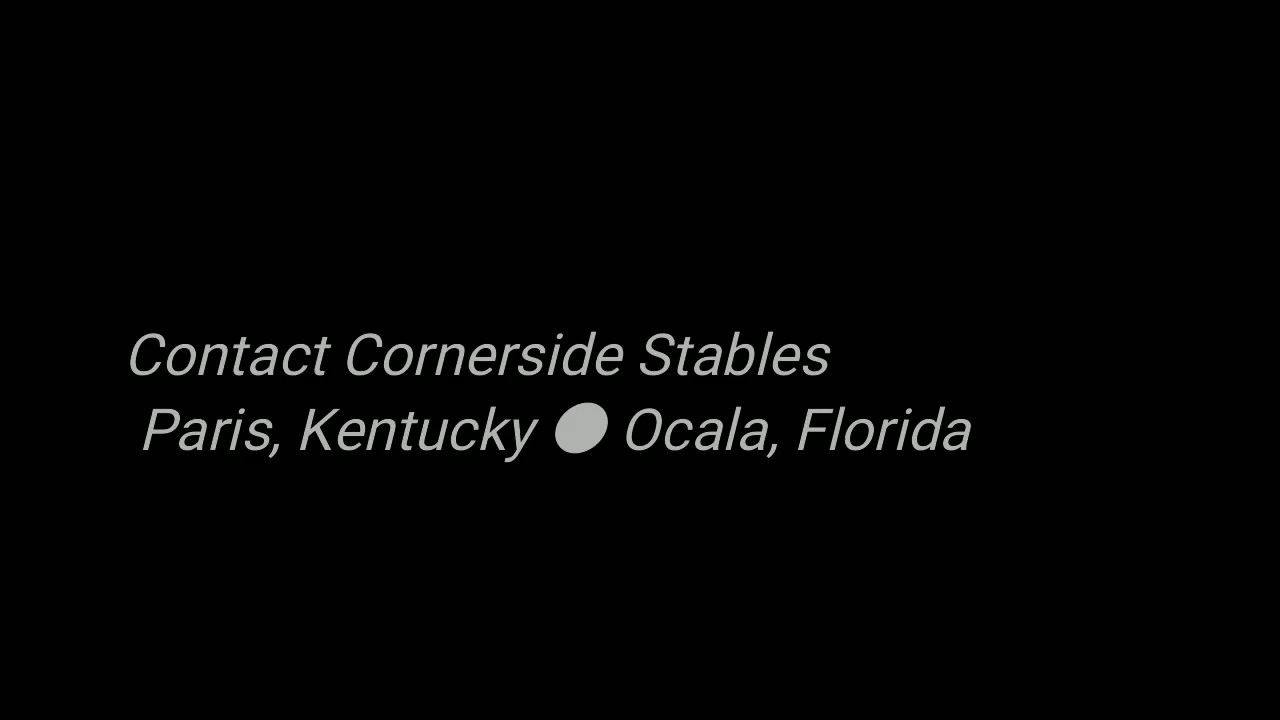 Contact Cornerside Stables
Paris, Kentucky ● Ocala, Florida